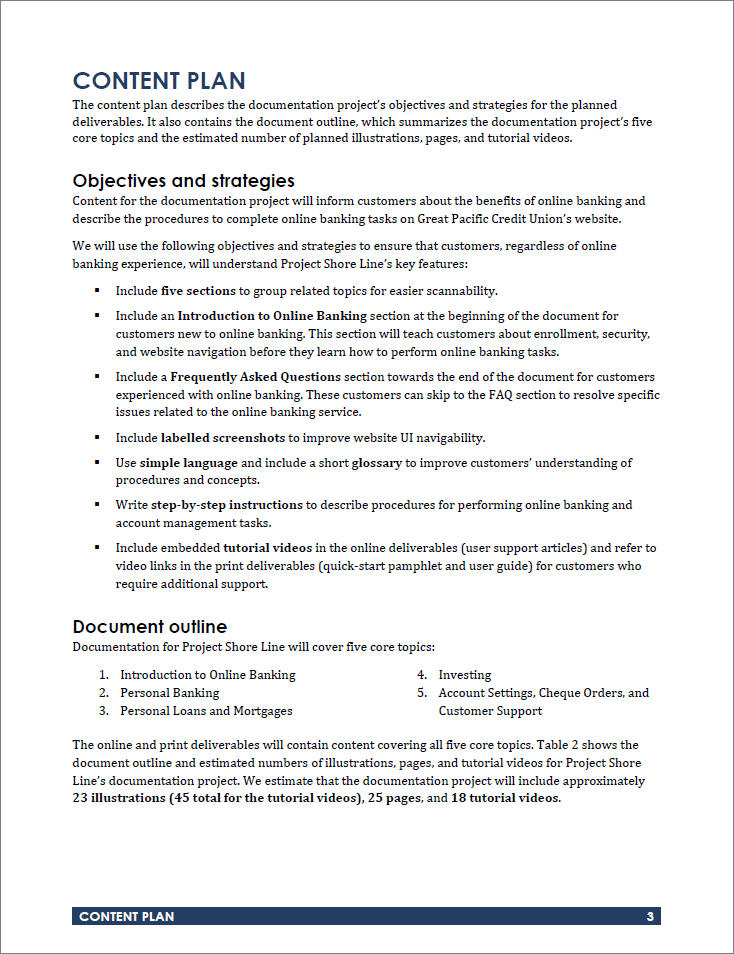 CONTENT PLAN
The content plan describes the documentation project's objectives and strategies for the planned
deliverables. It also contains the document outline, which summarizes the documentation project's five
core topics and the estimated number of planned illustrations, pages, and tutorial videos.
Objectives and strategies
Content for the documentation project will inform customers about the benefits of online banking and
describe the procedures to complete online banking tasks on Great Pacific Credit Union's website.
We will use the following objectives and strategies to ensure that customers, regardless of online
banking experience, will understand Project Shore Line's key features:
▪ Include five sections to group related topics for easier scannability.
▪ Include an Introduction to Online Banking section at the beginning of the document for
customers new to online banking. This section will teach customers about enrollment, security,
and website navigation before they learn how to perform online banking tasks.
▪ Include a Frequently Asked Questions section towards the end of the document for customers
experienced with online banking. These customers can skip to the FAQ section to resolve specific
issues related to the online banking service.
▪ Include labelled screenshots to improve website UI navigability.
▪ Use simple language and include a short glossary to improve customers' understanding of
procedures and concepts.
▪ Write step-by-step instructions to describe procedures for performing online banking and
account management tasks.
▪ Include embedded tutorial videos in the online deliverables (user support articles) and refer to
video links in the print deliverables (quick-start pamphlet and user guide) for customers who
require additional support.
Document outline
Documentation for Project Shore Line will cover five core topics:
1. Introduction to Online Banking
2. Personal Banking
3. Personal Loans and Mortgages
4. Investing
5. Account Settings, Cheque Orders, and
Customer Support
The online and print deliverables will contain content covering all five core topics. Table 2 shows the
document outline and estimated numbers of illustrations, pages, and tutorial videos for Project Shore
Line's documentation project. We estimate that the documentation project will include approximately
23 illustrations (45 total for the tutorial videos), 25 pages, and 18 tutorial videos.
CONTENT PLAN 3